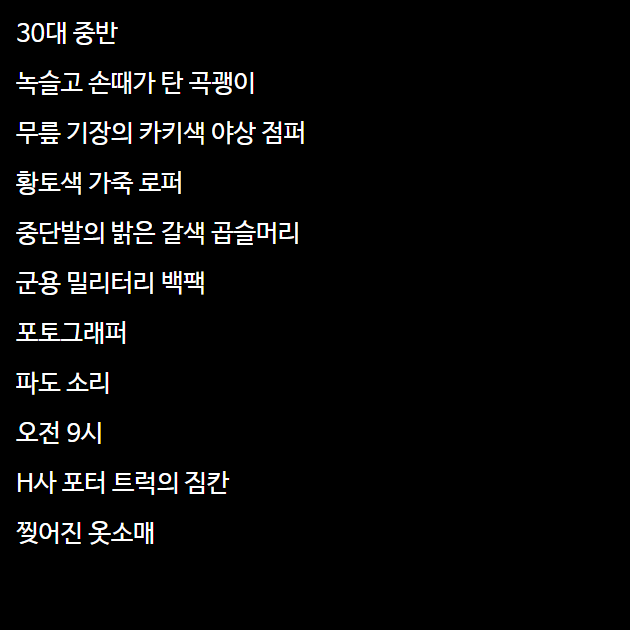 30대 중반
녹슬고 손때가 탄 곡괭이
무릎 기장의 카키색 야상 점퍼
황토색 가죽 로퍼
중단발의 밝은 갈색 곱슬머리
군용 밀리터리 백팩
포토그래퍼
파도 소리
오전 9시
H사 포터 트럭의 짐칸
찢어진 옷소매